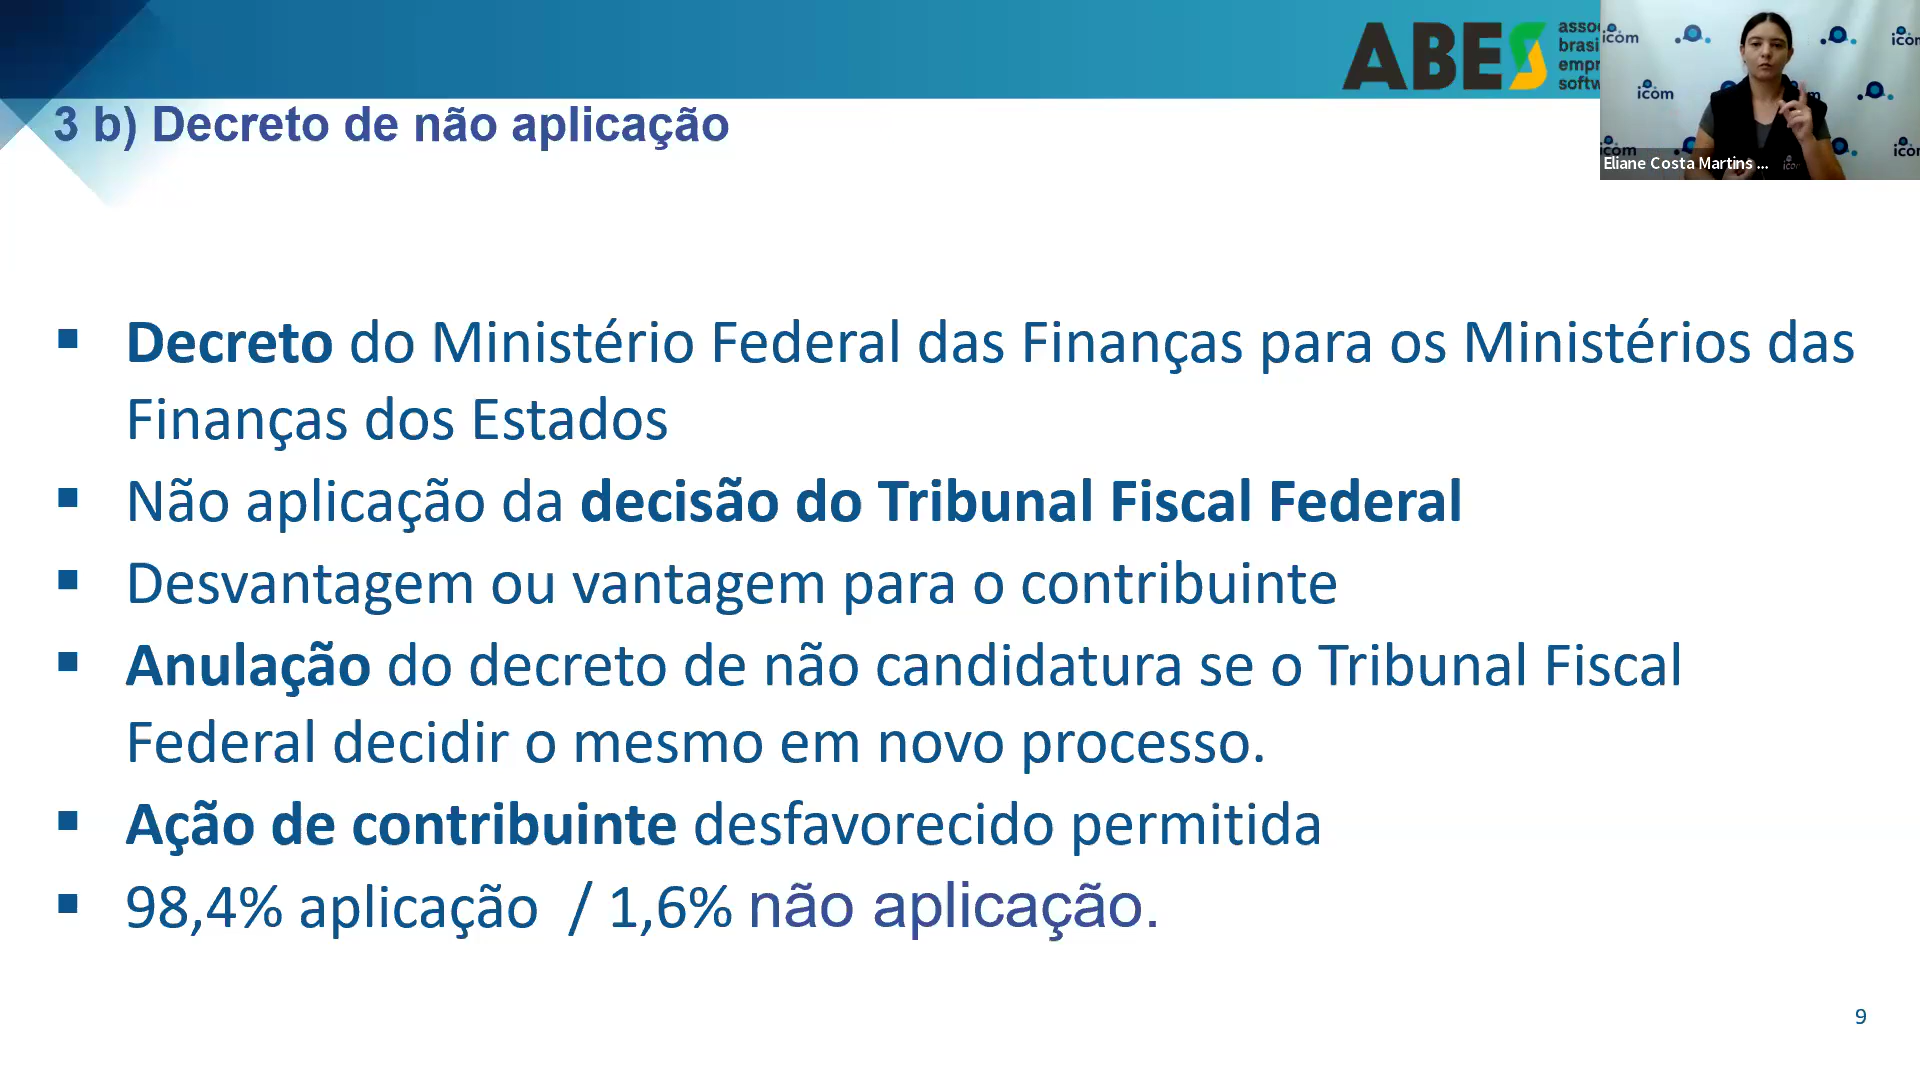 ABES
3 b) Decreto de não aplicação
icom
icom
icom
Eliane Costa Martins ...
▪ Decreto do Ministério Federal das Finanças para os Ministérios das
Finanças dos Estados
▪ Não aplicação da decisão do Tribunal Fiscal Federal
▪ Desvantagem ou vantagem para o contribuinte
▪ Anulação do decreto de não candidatura se o Tribunal Fiscal
Federal decidir o mesmo em novo processo.
▪ Ação de contribuinte desfavorecido permitida
▪ 98,4% aplicação / 1,6% não aplicação.
9